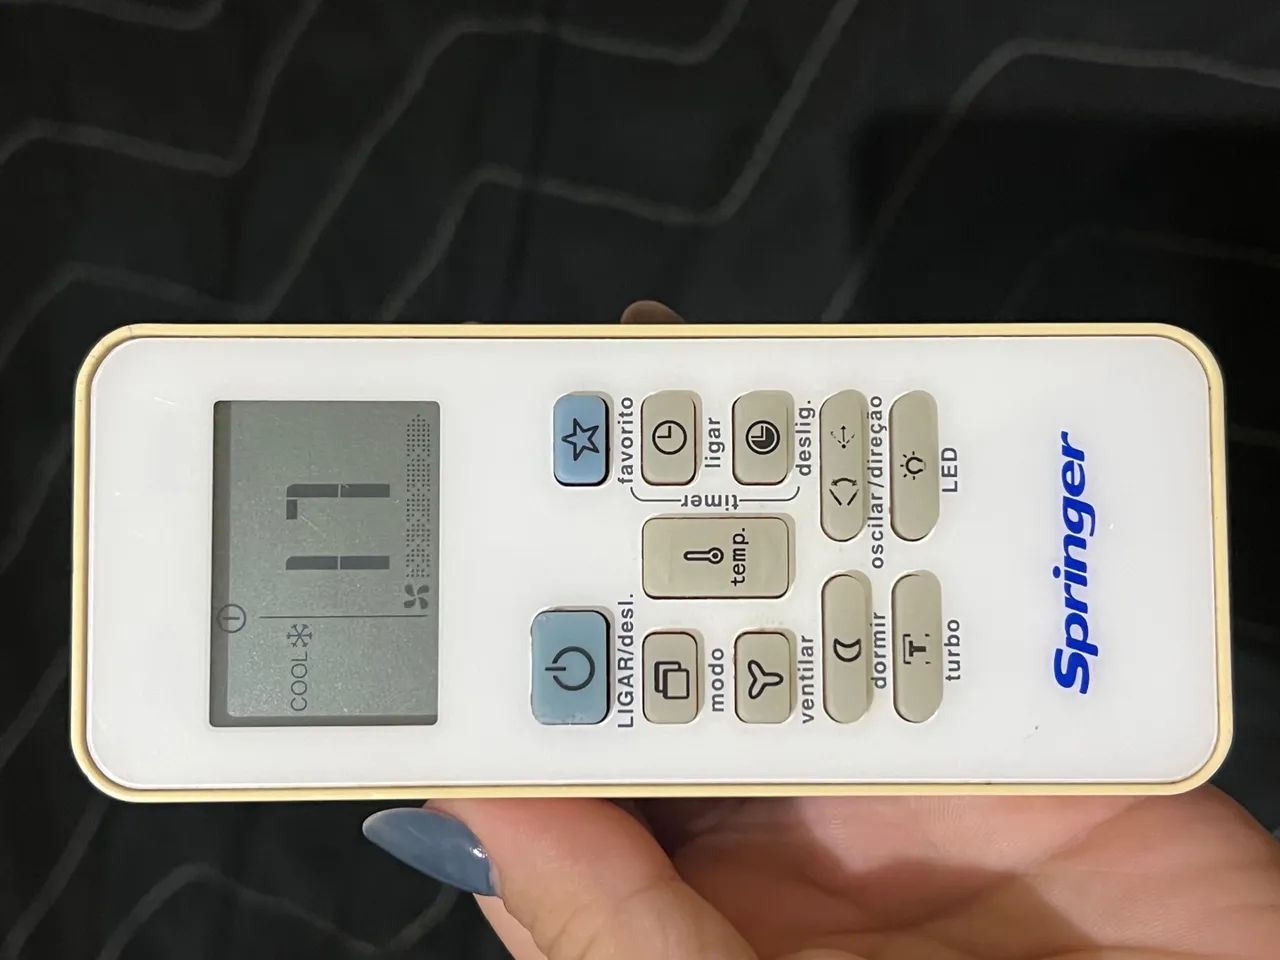 COOL
17
LIGAR/desl.
favorito
modo
temp.
timer
ligar
ventilar
deslig.
dormir
oscilar/direção
turbo
LED
Springer